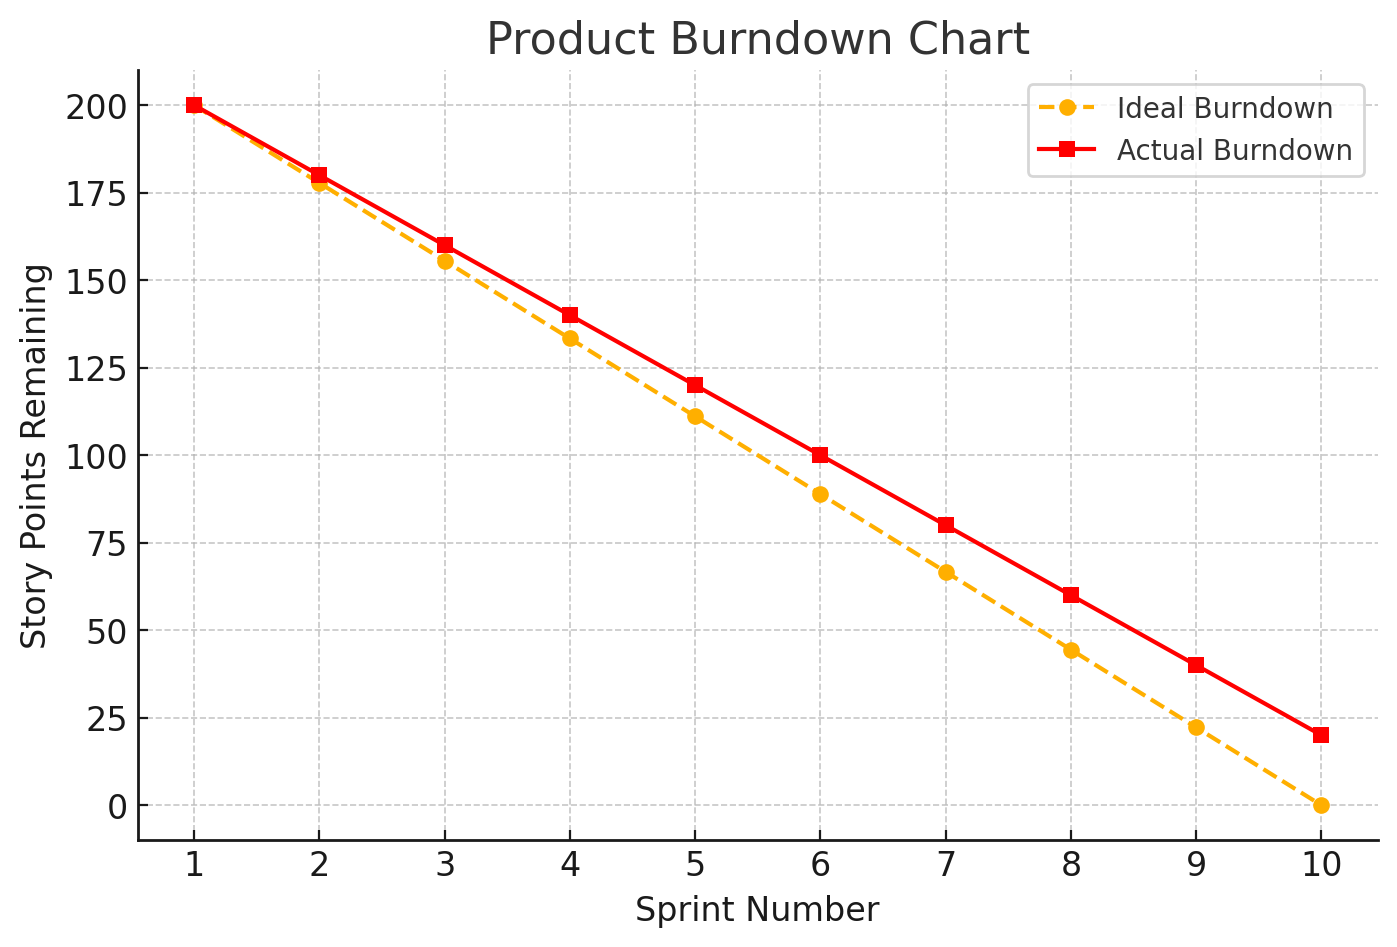 Product Burndown Chart
Ideal Burndown
Actual Burndown
200
175
150
125
100
75
50
25
0
Story Points Remaining
1 2 3 4 5 6 7 8 9 10
Sprint Number